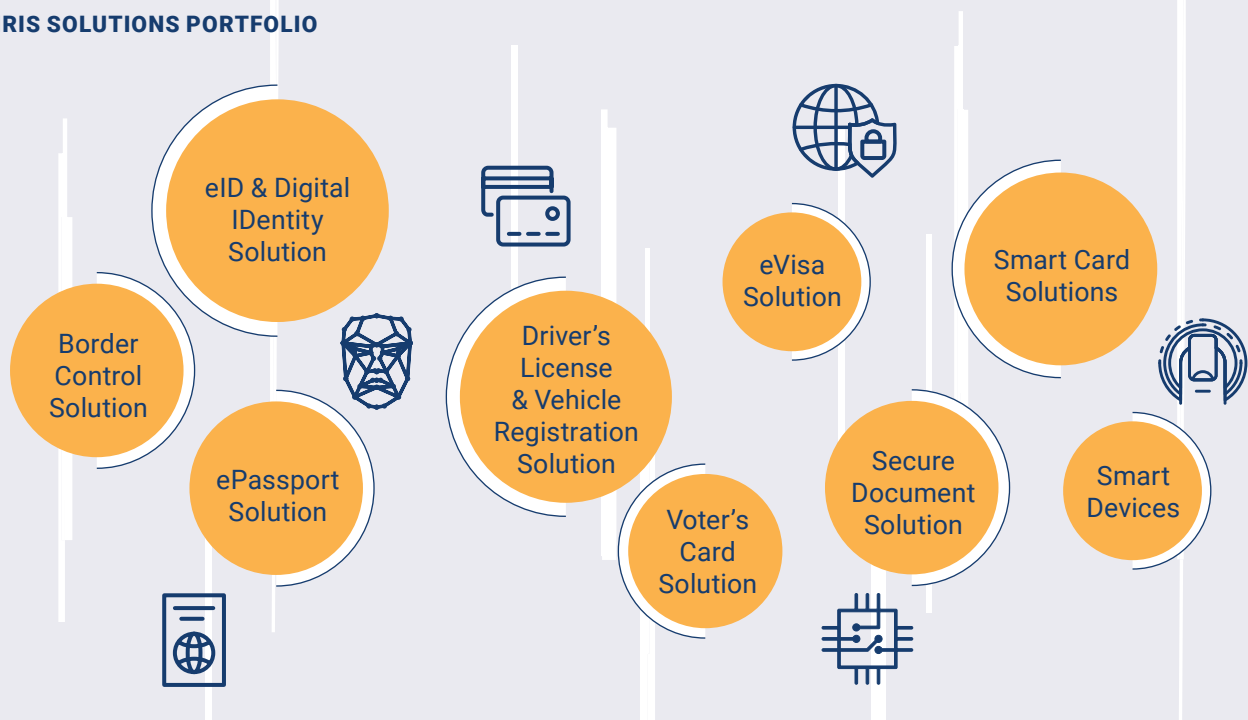 RIS SOLUTIONS PORTFOLIO
eID & Digital
IDentity
Solution
Border
Control
Solution
ePassport
Solution
Driver’s
License
& Vehicle
Registration
Solution
Voter’s
Card
Solution
eVisa
Solution
Secure
Document
Solution
Smart Card
Solutions
Smart
Devices